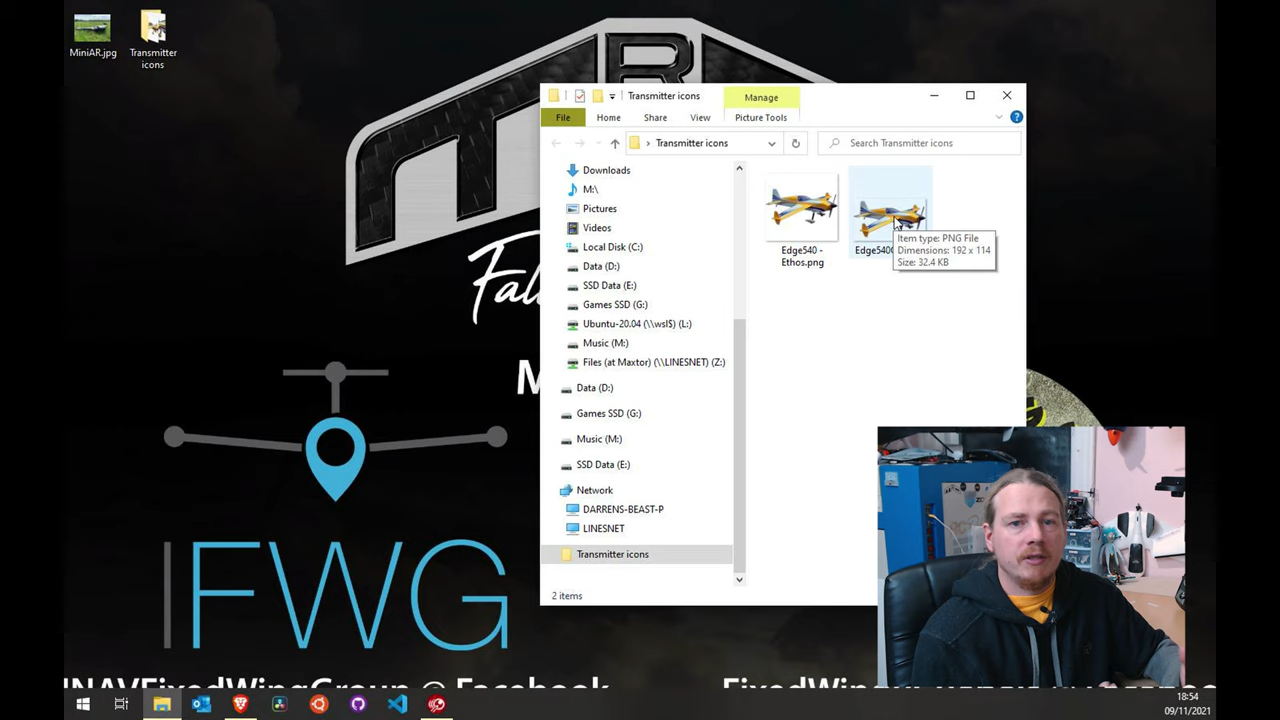 MiniAR.jpg
Transmitter
icons
R
Transmitter icons
Manage
File
Home
Share
View
Picture Tools
Transmitter icons
Search Transmitter icons
Downloads
M:\
Pictures
Videos
Local Disk (C:)
Data (D:)
SSD Data (E:)
Games SSD (G:)
Ubuntu-20.04 (\\wsl$) (L:)
Music (M:)
Files (at Maxtor) (\\LINESNET) (Z:)
Data (D:)
Games SSD (G:)
Music (M:)
SSD Data (E:)
Network
DARRENS-BEAST-P
LINESNET
Transmitter icons
Edge540 -
Ethos.png
Item type: PNG File
Dimensions: 192 x 114
Size: 32.4 KB
2 items
M
IFWG
INAVFixedWingGroup @ Facebook
18:54
09/11/2021